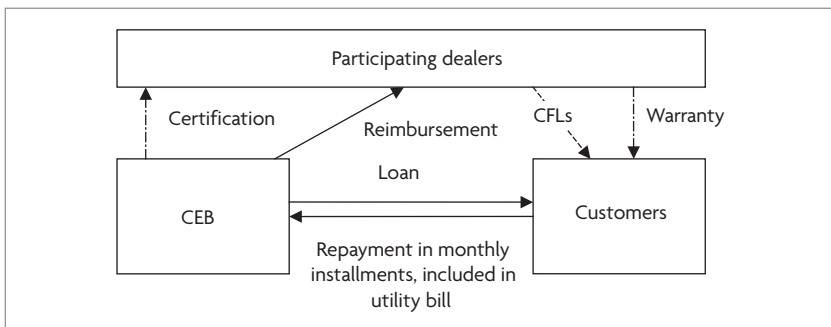 Participating dealers
Certification
Reimbursement
CFLs
Warranty
Loan
CEB
Customers
Repayment in monthly
installments, included in
utility bill